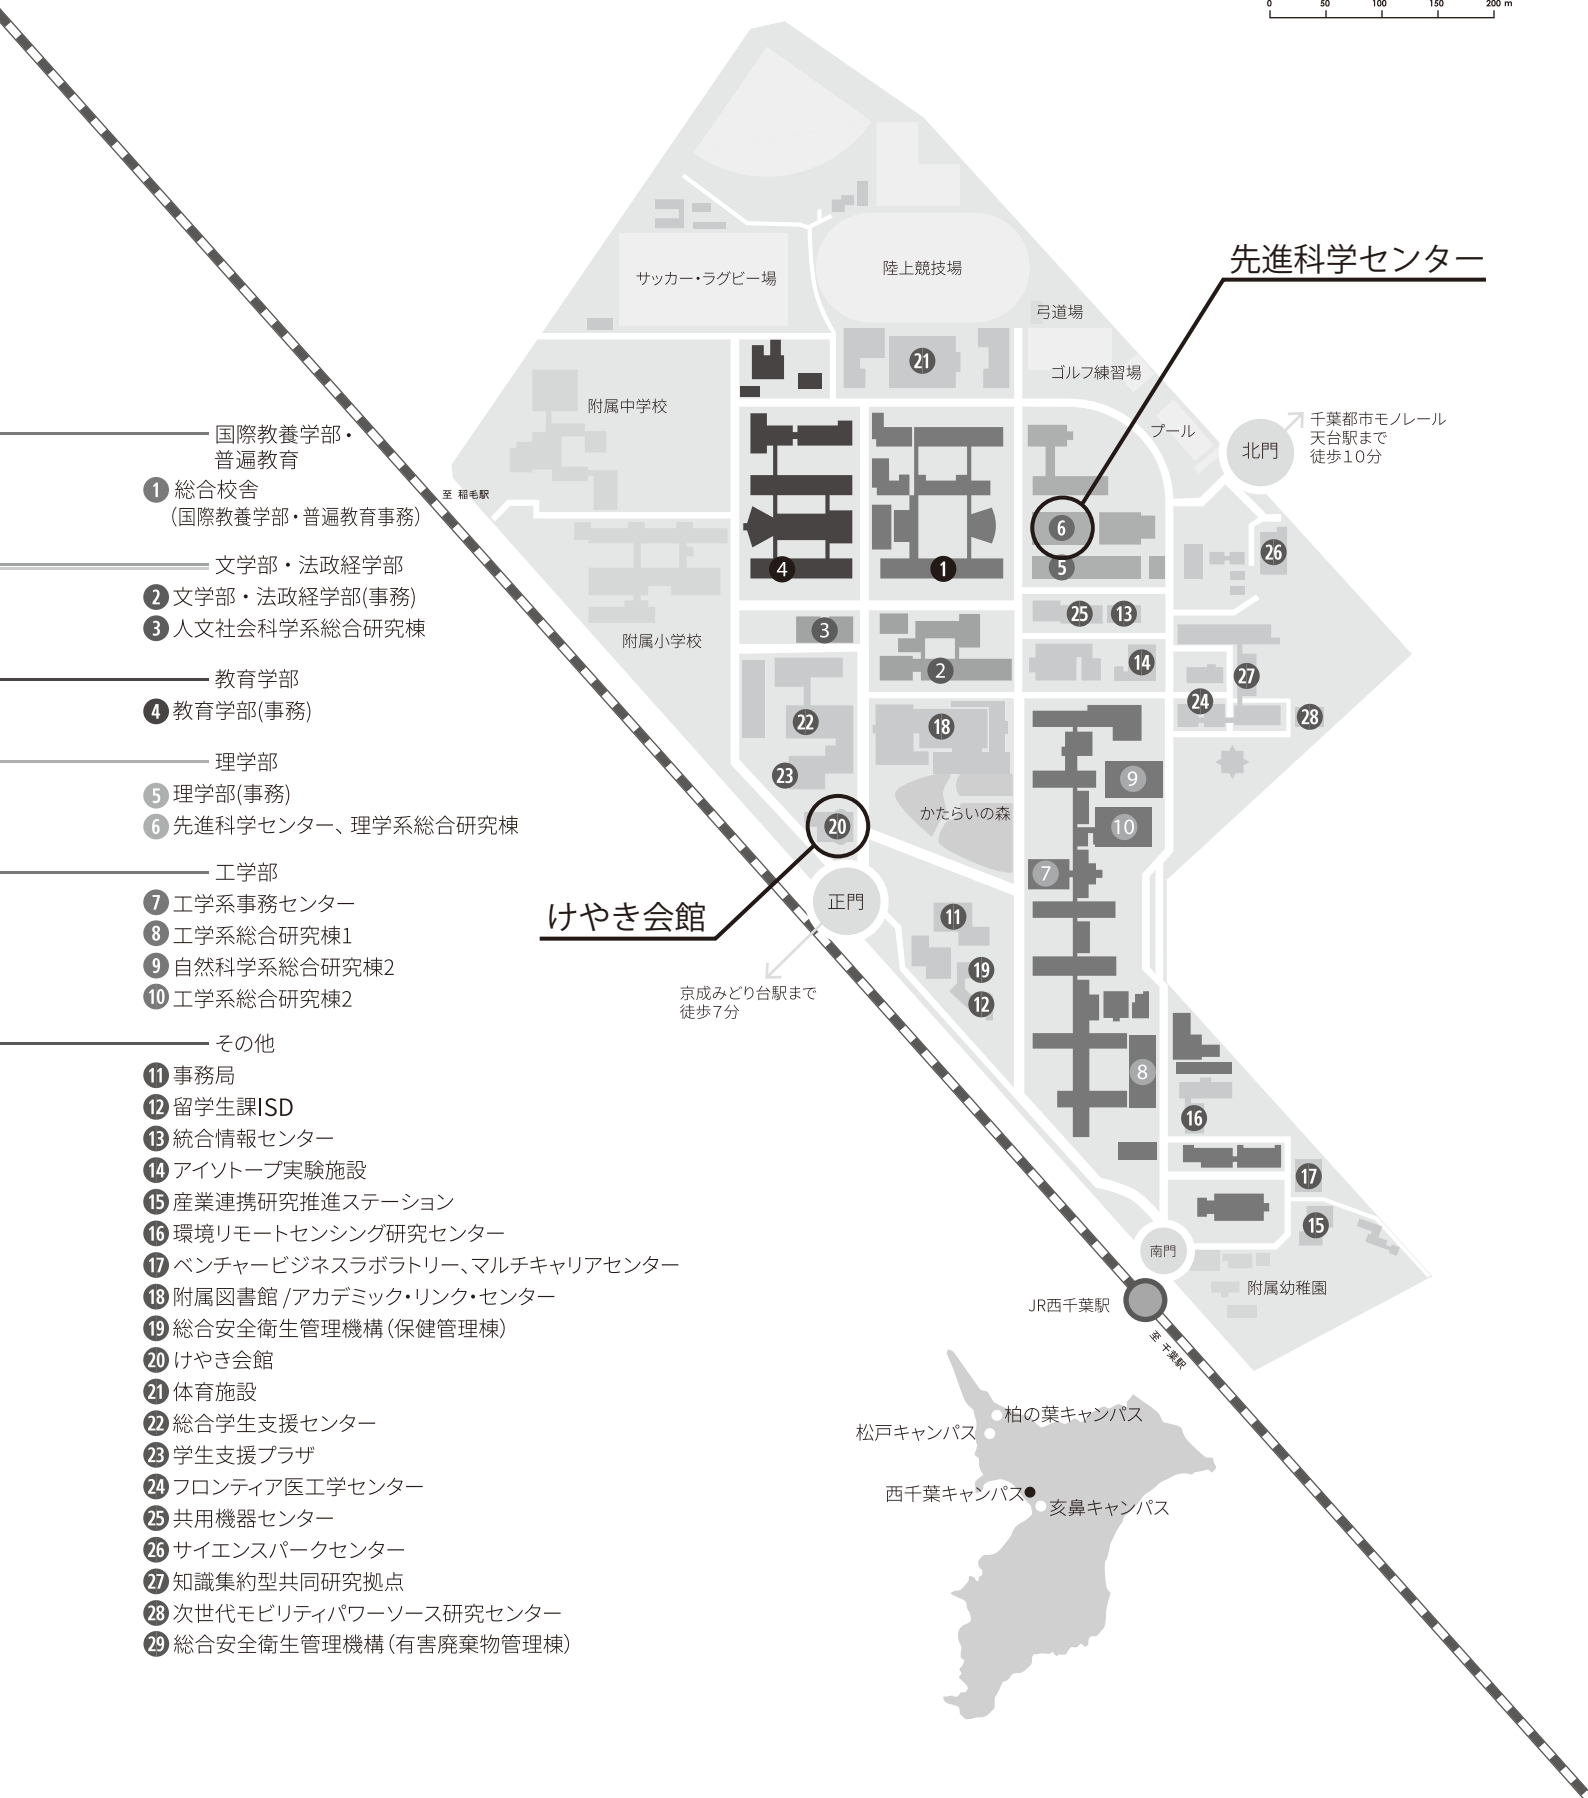 0 50 100 150 200 m
先進科学センター
サッカー・ラグビー場
陸上競技場
弓道場
ゴルフ練習場
21
附属中学校
プール
北門
千葉都市モノレール
天台駅まで
徒歩10分
至 稲毛駅
6
26
4
1
5
25
13
3
附属小学校
2
14
27
24
22
18
28
23
9
かたらいの森
20
10
7
正門
けやき会館
11
19
12
京成みどり台駅まで
徒歩7分
8
16
17
15
南門
附属幼稚園
JR西千葉駅
至 千葉駅
国際教養学部・
普遍教育
1 総合校舎
(国際教養学部・普遍教育事務)
文学部・法政経学部
2 文学部・法政経学部(事務)
3 人文社会科学系総合研究棟
教育学部
4 教育学部(事務)
理学部
5 理学部(事務)
6 先進科学センター、理学系総合研究棟
工学部
7 工学系事務センター
8 工学系総合研究棟1
9 自然科学系総合研究棟2
10 工学系総合研究棟2
その他
11 事務局
12 留学生課ISD
13 統合情報センター
14 アイソトープ実験施設
15 産業連携研究推進ステーション
16 環境リモートセンシング研究センター
17 ベンチャービジネスラボラトリー、マルチキャリアセンター
18 附属図書館 /アカデミック・リンク・センター
19 総合安全衛生管理機構(保健管理棟)
20 けやき会館
21 体育施設
22 総合学生支援センター
23 学生支援プラザ
24 フロンティア医工学センター
25 共用機器センター
26 サイエンスパークセンター
27 知識集約型共同研究拠点
28 次世代モビリティパワーソース研究センター
29 総合安全衛生管理機構(有害廃棄物管理棟)
柏の葉キャンパス
松戸キャンパス
西千葉キャンパス
亥鼻キャンパス